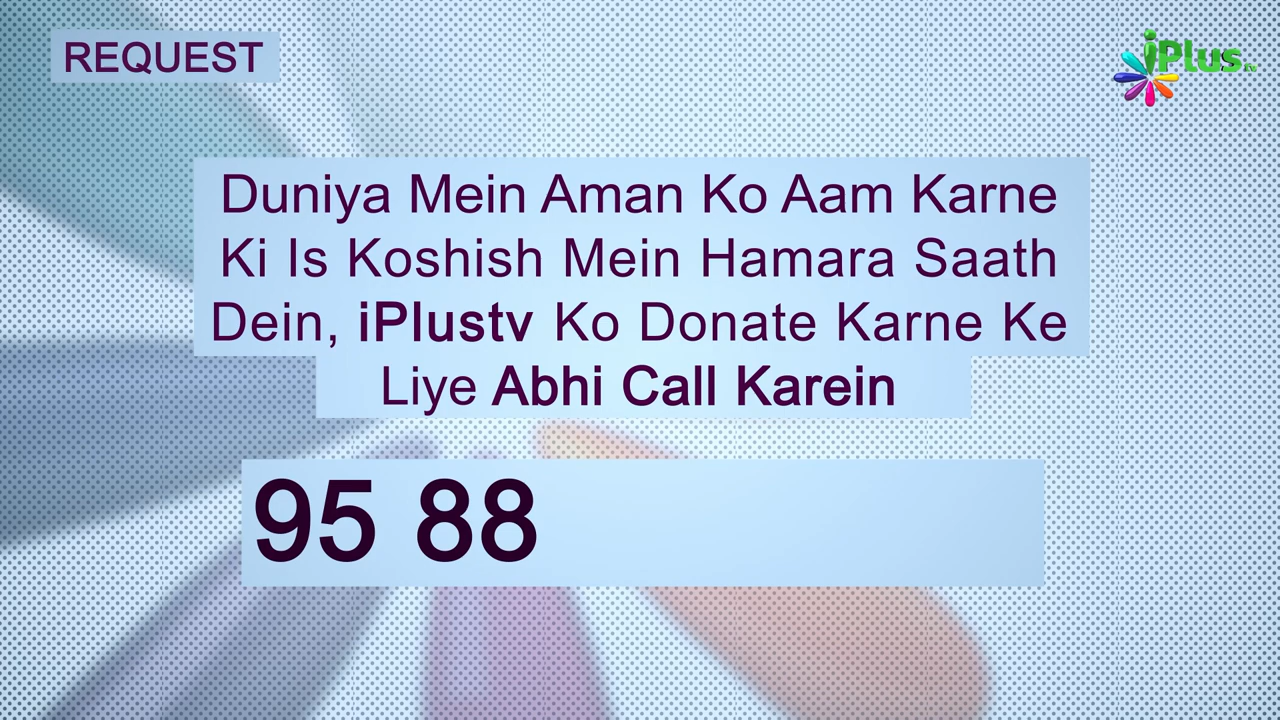 REQUEST
iPlus.tv
Duniya Mein Aman Ko Aam Karne
Ki Is Koshish Mein Hamara Saath
Dein, iPlustv Ko Donate Karne Ke
Liye Abhi Call Karein
95 88